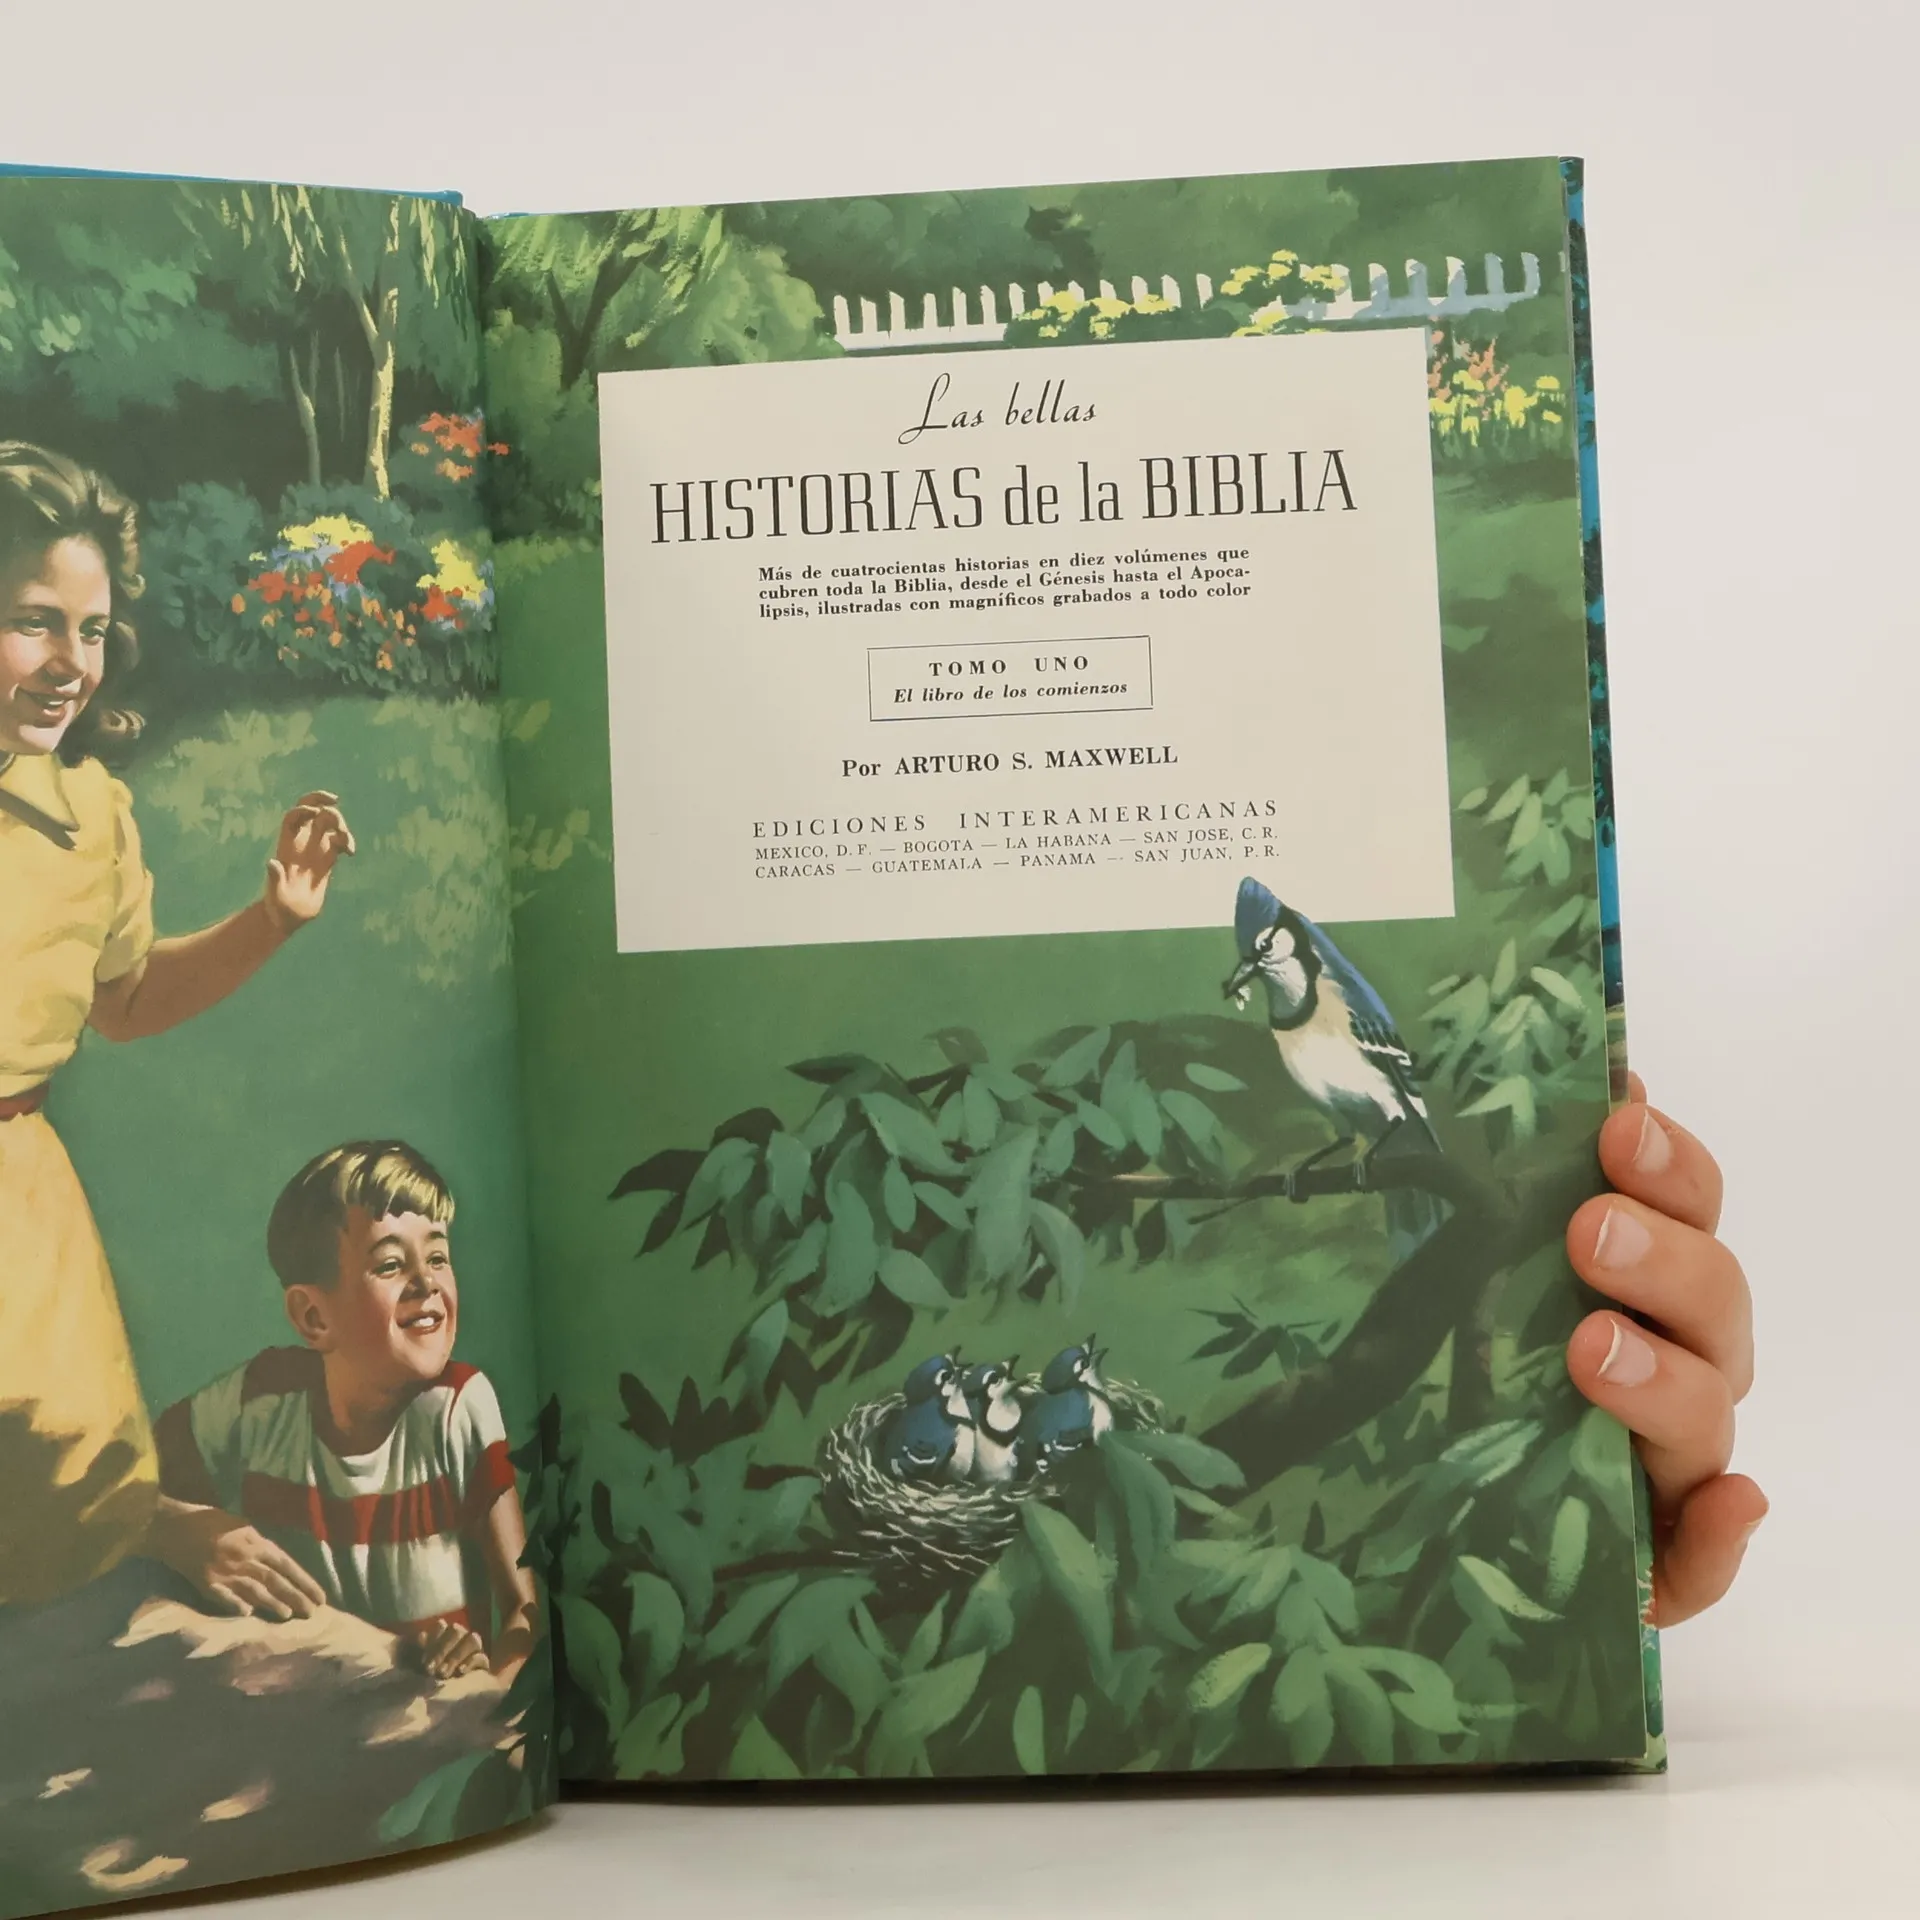 Las bellas
HISTORIAS de la BIBLIA
Más de cuatrocientas historias en diez volúmenes que
cubren toda la Biblia, desde el Génesis hasta el Apoca-
lipsis, ilustradas con magníficos grabados a todo color
TOMO UNO
El libro de los comienzos
Por ARTURO S. MAXWELL
EDICIONES INTERAMERICANAS
MEXICO, D. F. — BOGOTA — LA HABANA — SAN JOSE, C. R.
CARACAS — GUATEMALA — PANAMA — SAN JUAN, P. R.